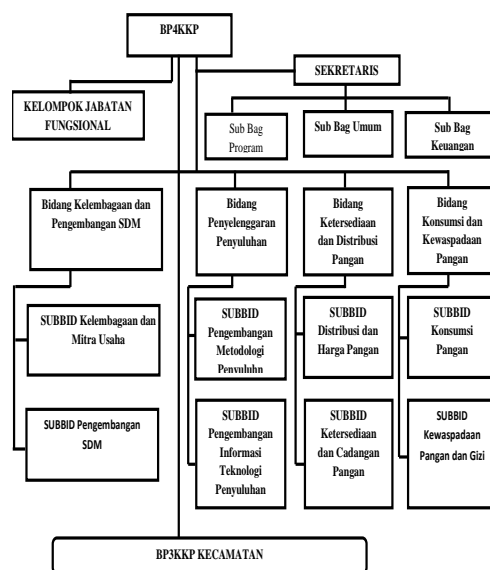 BP4KKP
SEKRETARIS
KELOMPOK JABATAN
FUNGSIONAL
Sub Bag
Program
Sub Bag Umum
Sub Bag
Keuangan
Bidang Kelembagaan dan
Pengembangan SDM
Bidang
Penyelenggaran
Penyuluhan
Bidang
Ketersediaan
dan Distribusi
Pangan
Bidang
Konsumsi dan
Kewaspadaan
Pangan
SUBBID Kelembagaan dan
Mitra Usaha
SUBBID
Pengembangan
Metodologi
Penyuluhn
SUBBID
Distribusi dan
Harga Pangan
SUBBID
Konsumsi
Pangan
SUBBID Pengembangan
SDM
SUBBID
Pengembangan
Informasi
Teknologi
Penyuluhan
SUBBID
Ketersediaan
dan Cadangan
Pangan
SUBBID
Kewaspadaan
Pangan dan Gizi
BP3KKP KECAMATAN